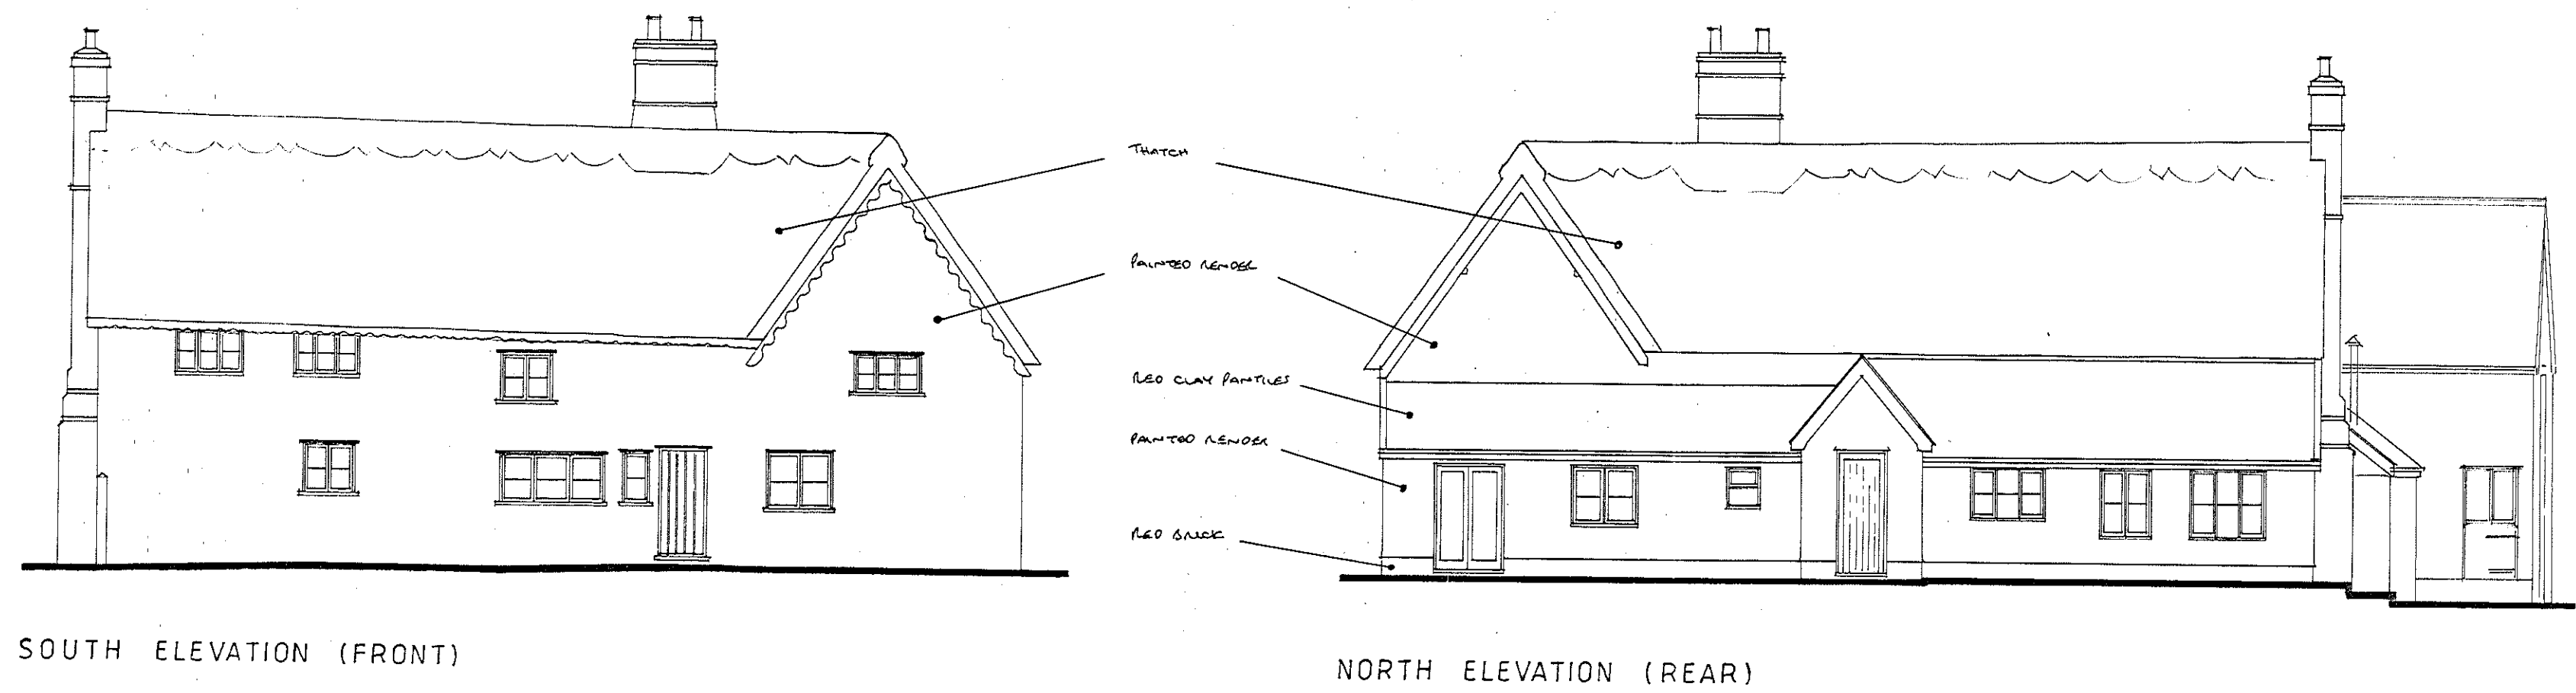 THATCH
PAINTED RENDER
RED CLAY PANTILES
PAINTED RENDER
RED BRICK
SOUTH ELEVATION (FRONT)
NORTH ELEVATION (REAR)